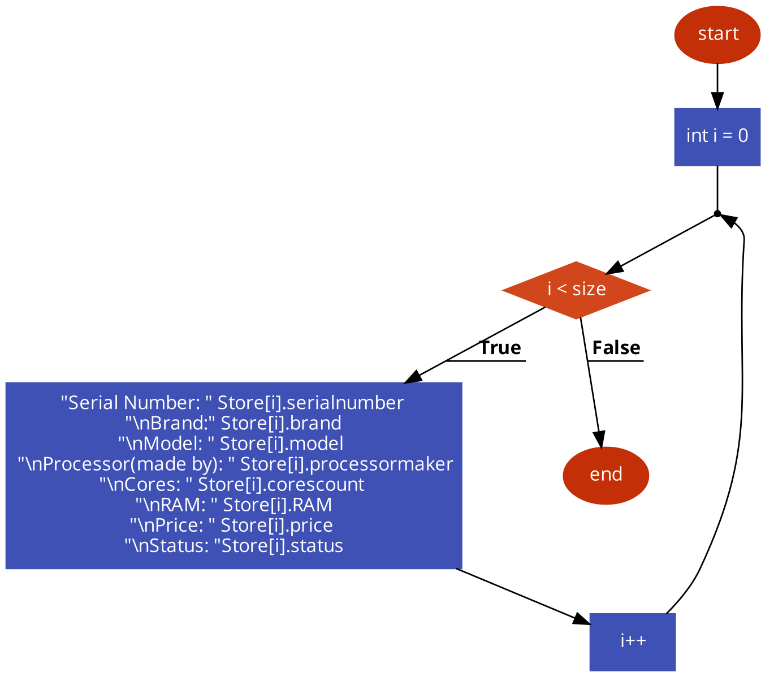 start
int i = 0
i < size
True
False
"Serial Number: " Store[i].serialnumber
"\nBrand:" Store[i].brand
"\nModel: " Store[i].model
"\nProcessor(made by): " Store[i].processormaker
"\nCores: " Store[i].corescount
"\nRAM: " Store[i].RAM
"\nPrice: " Store[i].price
"\nStatus: "Store[i].status
end
i++